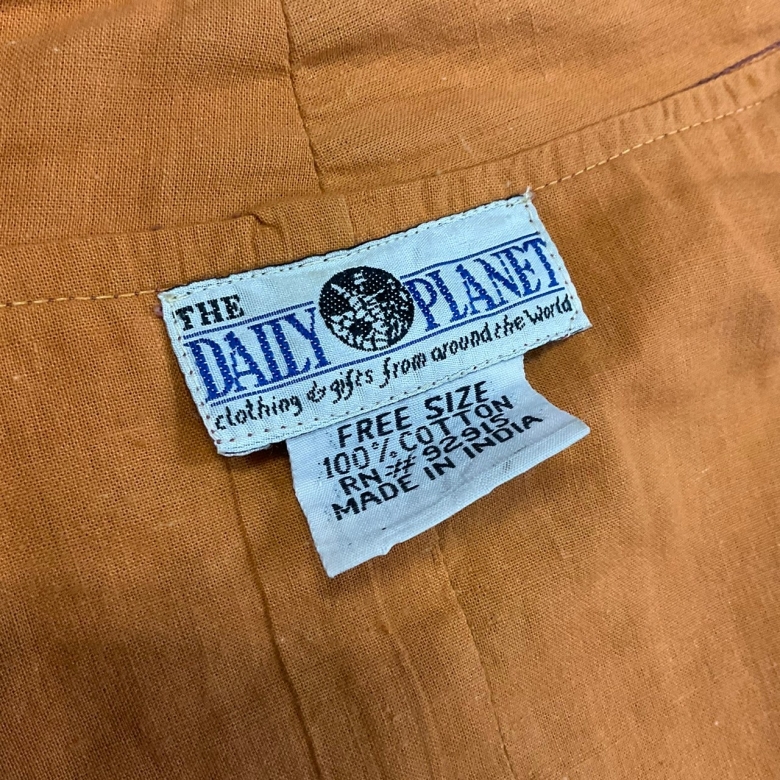 THE
DAILY PLANET
clothing & gifts from around the World
FREE SIZE
100% COTTON
RN# 92915
MADE IN INDIA